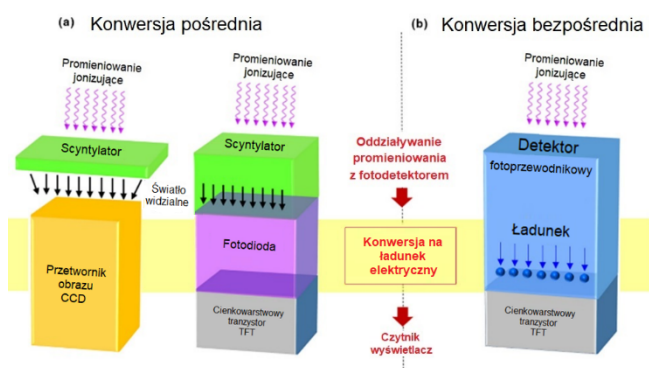 (a) Konwersja pośrednia
Promieniowanie
jonizujące
Scyntylator
Światło
widzialne
Przetwornik
obrazu
CCD
Promieniowanie
jonizujące
Scyntylator
Fotodioda
Cienkowarstwowy
tranzystor
TFT
Oddziaływanie
promieniowania
z fotodetektorem
Konwersja na
ładunek
elektryczny
Czytnik
wyświetlacz
(b) Konwersja bezpośrednia
Promieniowanie
jonizujące
Detektor
fotoprzewodnikowy
Ładunek
Cienkowarstwowy
tranzystor
TFT